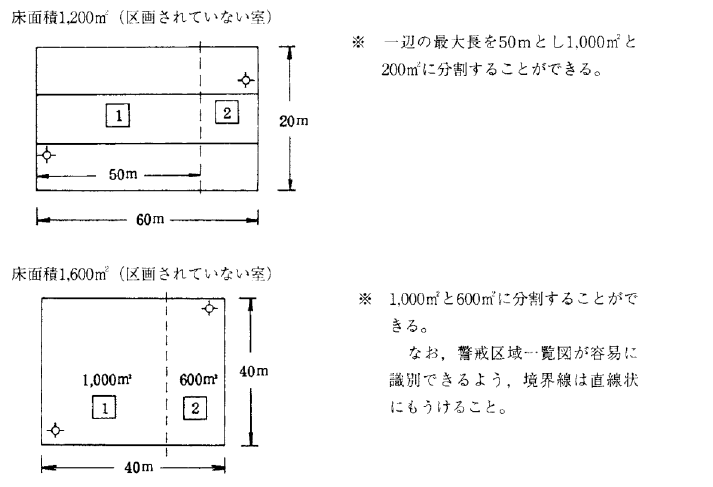 床面積1,200㎡（区画されていない室）
※ 一辺の最大長を50mとし1,000㎡と
200㎡に分割することができる。
1
2
20m
50m
60m
床面積1,600㎡（区画されていない室）
※ 1,000㎡と600㎡に分割することがで
きる。
なお，警戒区域一覧図が容易に
識別できるよう，境界線は直線状
にもうけること。
1,000㎡
600㎡
40m
1
2
40m